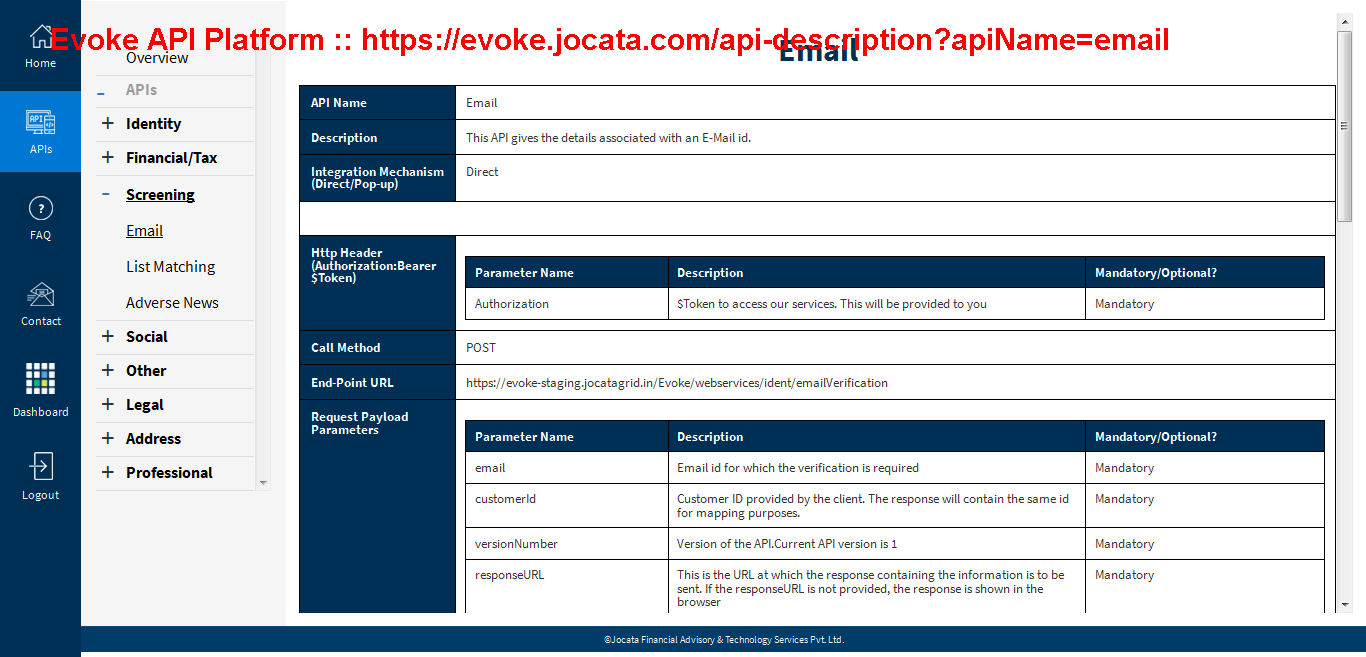 Evoke API Platform :: https://evoke.jocata.com/api-description?apiName=email
Home
APIs
FAQ
Contact
Dashboard
Logout
Overview
APIs
Identity
Financial/Tax
Screening
Email
List Matching
Adverse News
Social
Other
Legal
Address
Professional
Email
API Name Email
Description This API gives the details associated with an E-Mail id.
Integration Mechanism Direct
(Direct/Pop-up)
Http Header
(Authorization:Bearer
$Token)
Parameter Name Description Mandatory/Optional?
Authorization $Token to access our services. This will be provided to you Mandatory
Call Method POST
End-Point URL https://evoke-staging.jocatagrid.in/Evoke/webservices/ident/emailVerification
Request Payload
Parameters
Parameter Name Description Mandatory/Optional?
email Email id for which the verification is required Mandatory
customerId Customer ID provided by the client. The response will contain the same id Mandatory
for mapping purposes.
versionNumber Version of the API.Current API version is 1 Mandatory
responseURL This is the URL at which the response containing the information is to be Mandatory
sent. If the responseURL is not provided, the response is shown in the
browser
©Jocata Financial Advisory & Technology Services Pvt. Ltd.